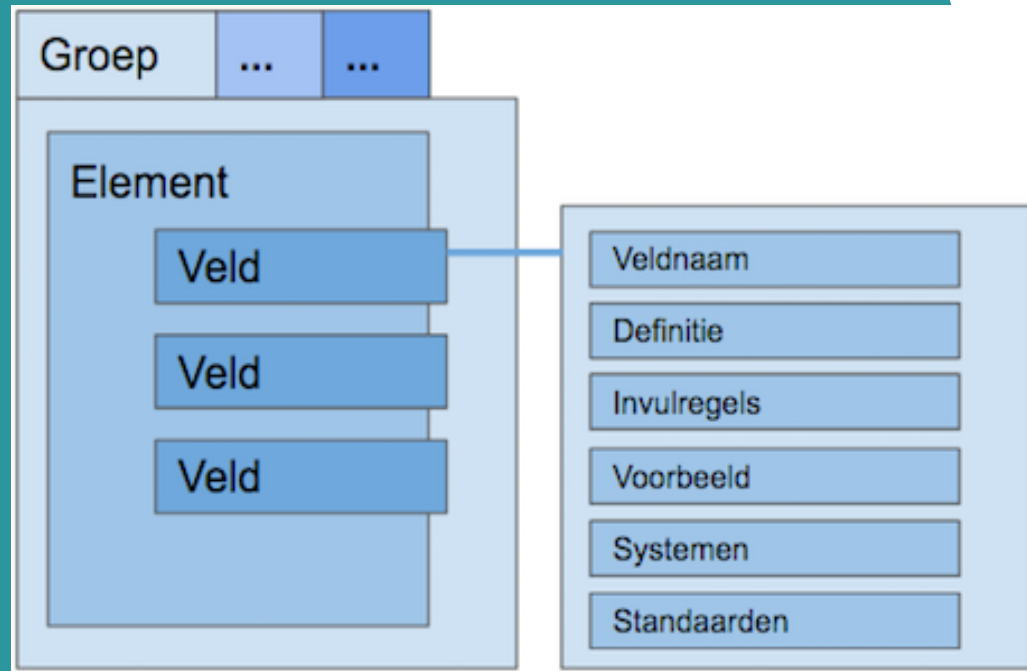 Groep
...
...
Element
Veld
Veld
Veld
Veldnaam
Definitie
Invulregels
Voorbeeld
Systemen
Standaarden